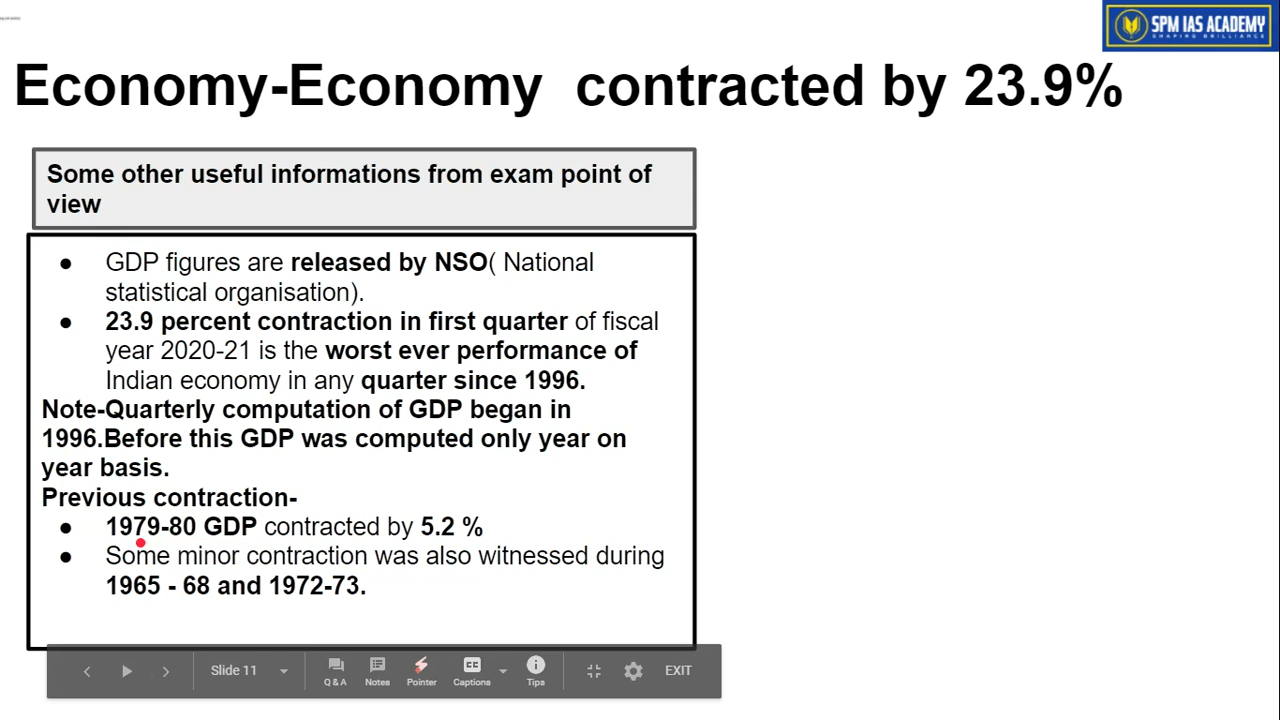 SPM IAS ACADEMY
SHAPING BRILLIANCE
Economy-Economy  contracted by 23.9%
Some other useful informations from exam point of
view
● GDP figures are released by NSO( National
statistical organisation).
● 23.9 percent contraction in first quarter of fiscal
year 2020-21 is the worst ever performance of
Indian economy in any quarter since 1996.
Note-Quarterly computation of GDP began in
1996.Before this GDP was computed only year on
year basis.
Previous contraction-
● 1979-80 GDP contracted by 5.2 %
● Some minor contraction was also witnessed during
1965 - 68 and 1972-73.
Slide 11 Q & A Notes Pointer CC Captions Tips EXIT